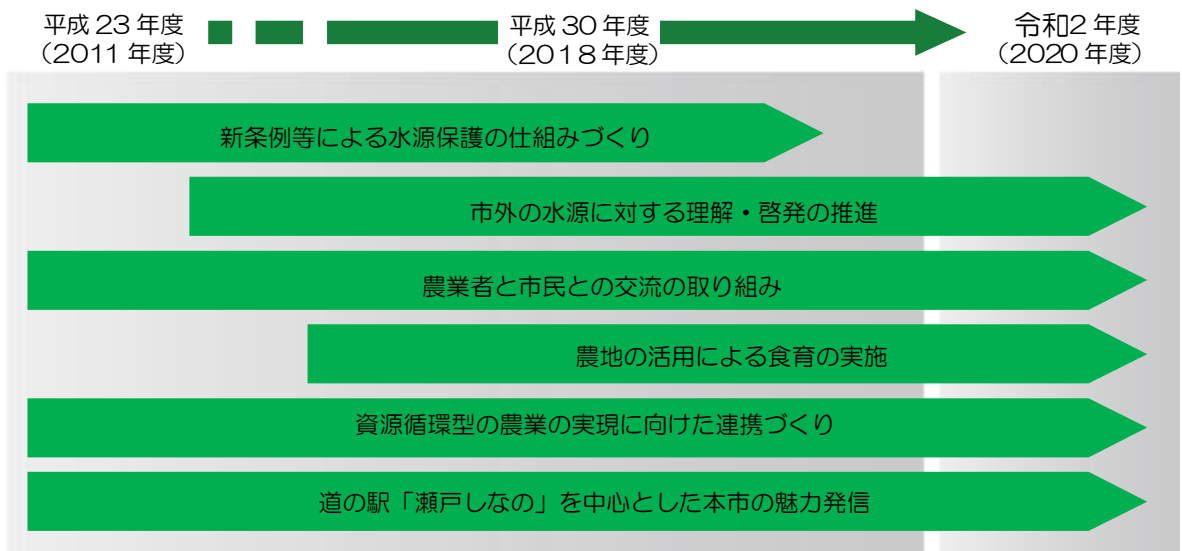 平成 23 年度
（2011 年度）
平成 30 年度
（2018 年度）
令和2 年度
（2020 年度）
新条例等による水源保護の仕組みづくり
市外の水源に対する理解・啓発の推進
農業者と市民との交流の取り組み
農地の活用による食育の実施
資源循環型の農業の実現に向けた連携づくり
道の駅「瀬戸しなの」を中心とした本市の魅力発信